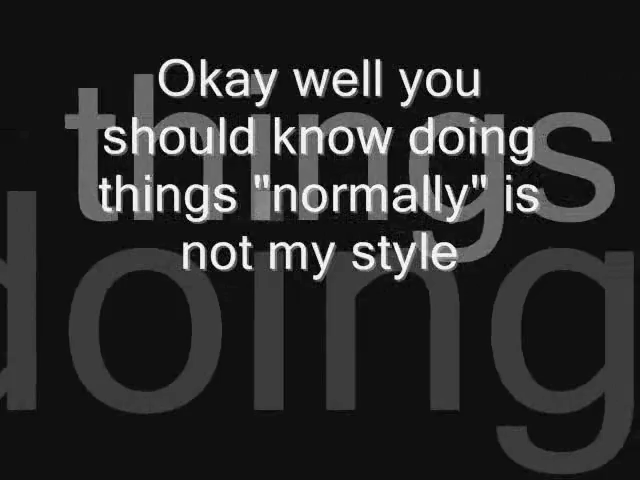 Okay well you
should know doing
things "normally" is
not my style
things
doing